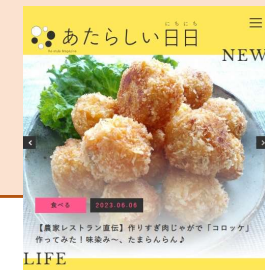 にちにち
あたらしい日日
NEW
食べる 2023.06.06
【農家レストラン直伝】作りすぎ肉じゃがで「コロッケ」
作ってみた！味染み〜、たまらんらん♪
LIFE